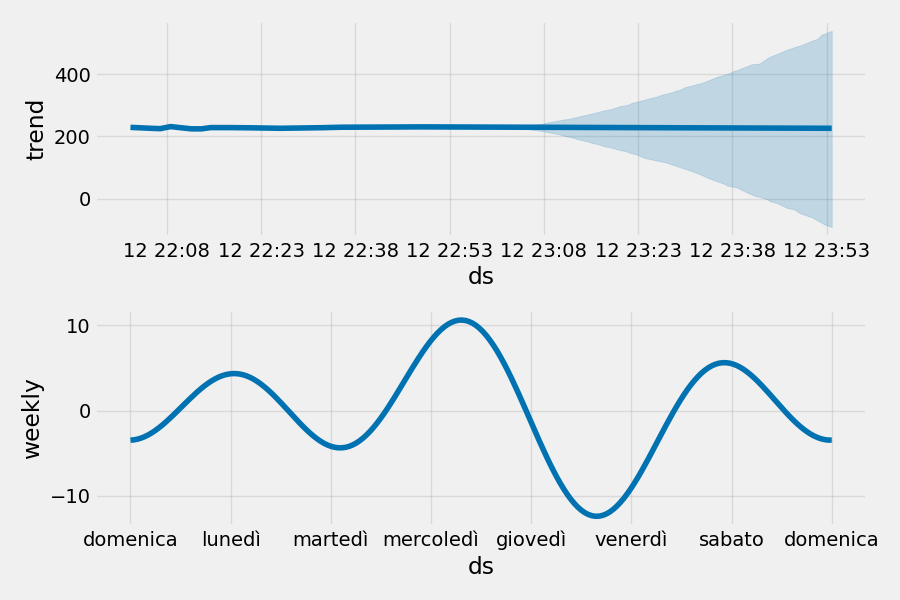 trend
400
200
0
12 22:08 12 22:23 12 22:38 12 22:53 12 23:08 12 23:23 12 23:38 12 23:53
ds
weekly
10
0
−10
domenica lunedì martedì mercoledì giovedì venerdì sabato domenica
ds